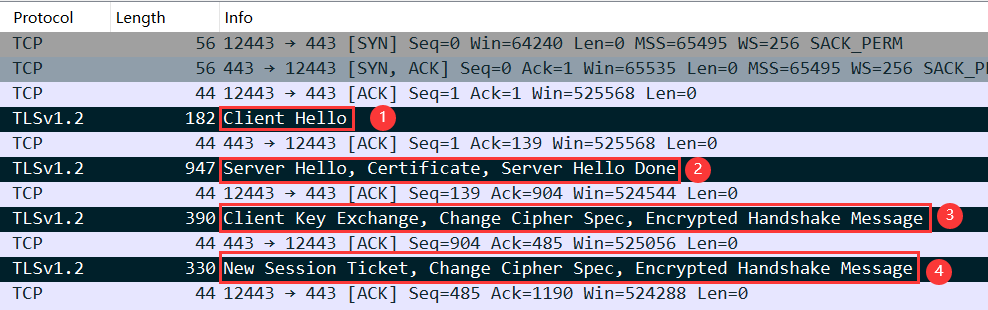 Protocol Length Info
TCP 56 12443 → 443 [SYN] Seq=0 Win=64240 Len=0 MSS=65495 WS=256 SACK_PERM
TCP 56 443 → 12443 [SYN, ACK] Seq=0 Ack=1 Win=65535 Len=0 MSS=65495 WS=256 SACK_P
TCP 44 12443 → 443 [ACK] Seq=1 Ack=1 Win=525568 Len=0
TLSv1.2 182 Client Hello 1
TCP 44 443 → 12443 [ACK] Seq=1 Ack=139 Win=525568 Len=0
TLSv1.2 947 Server Hello, Certificate, Server Hello Done 2
TCP 44 12443 → 443 [ACK] Seq=139 Ack=904 Win=524544 Len=0
TLSv1.2 390 Client Key Exchange, Change Cipher Spec, Encrypted Handshake Message 3
TCP 44 443 → 12443 [ACK] Seq=904 Ack=485 Win=525056 Len=0
TLSv1.2 330 New Session Ticket, Change Cipher Spec, Encrypted Handshake Message 4
TCP 44 12443 → 443 [ACK] Seq=485 Ack=1190 Win=524288 Len=0